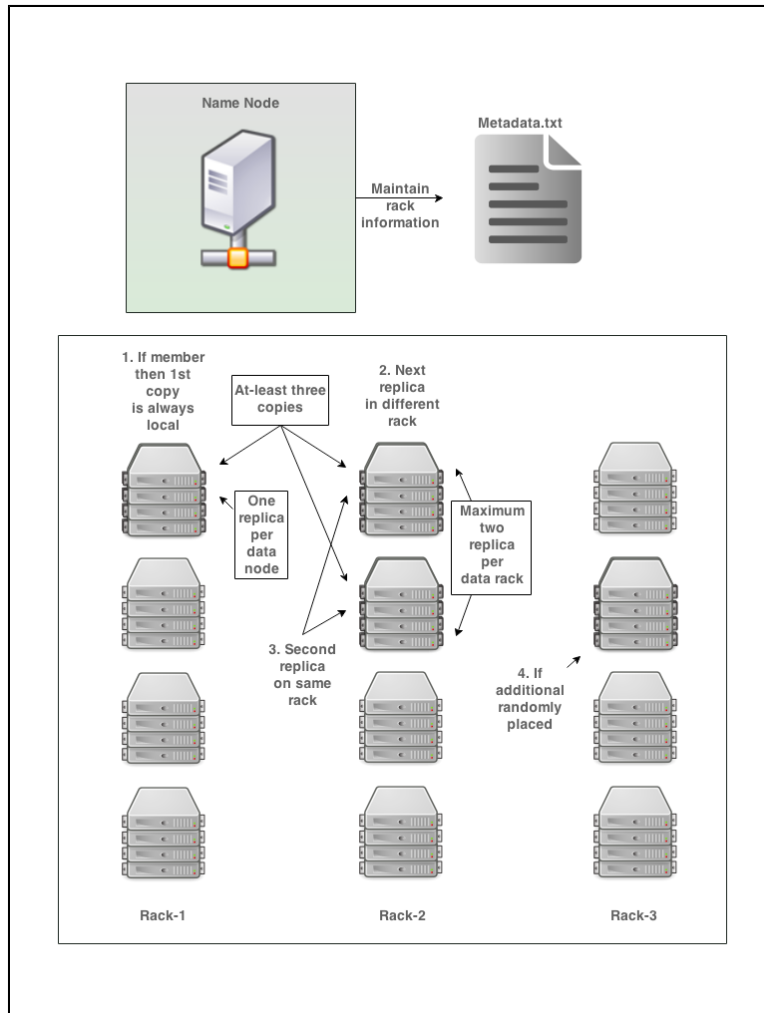 Name Node
Metadata.txt
Maintain
rack
information
1. If member
then 1st
copy
is always
local
At-least three
copies
2. Next
replica
in different
rack
One
replica
per
data
node
Maximum
two
replica
per
data rack
3. Second
replica
on same
rack
4. If
additional
randomly
placed
Rack-1
Rack-2
Rack-3